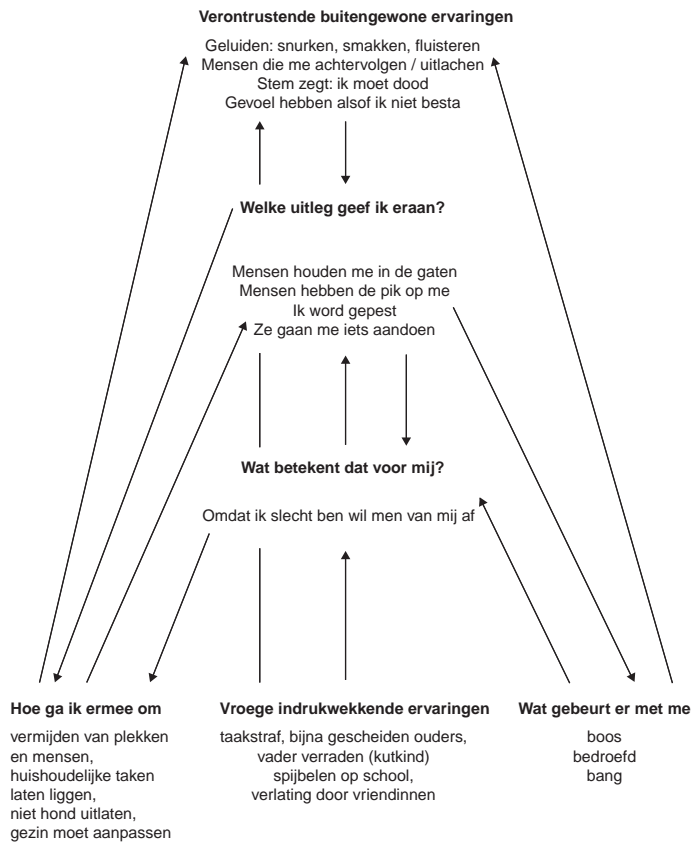 Verontrustende buitengewone ervaringen
Geluiden: snurken, smakken, fluisteren
Mensen die me achtervolgen / uitlachen
Stem zegt: ik moet dood
Gevoel hebben alsof ik niet besta
Welke uitleg geef ik eraan?
Mensen houden me in de gaten
Mensen hebben de pik op me
Ik word gepest
Ze gaan me iets aandoen
Wat betekent dat voor mij?
Omdat ik slecht ben wil men van mij af
Hoe ga ik ermee om
vermijden van plekken
en mensen,
huishoudelijke taken
laten liggen,
niet hond uitlaten,
gezin moet aanpassen
Vroege indrukwekkende ervaringen
taakstraf, bijna gescheiden ouders,
vader verraden (kutkind)
spijbelen op school,
verlating door vriendinnen
Wat gebeurt er met me
boos
bedroefd
bang